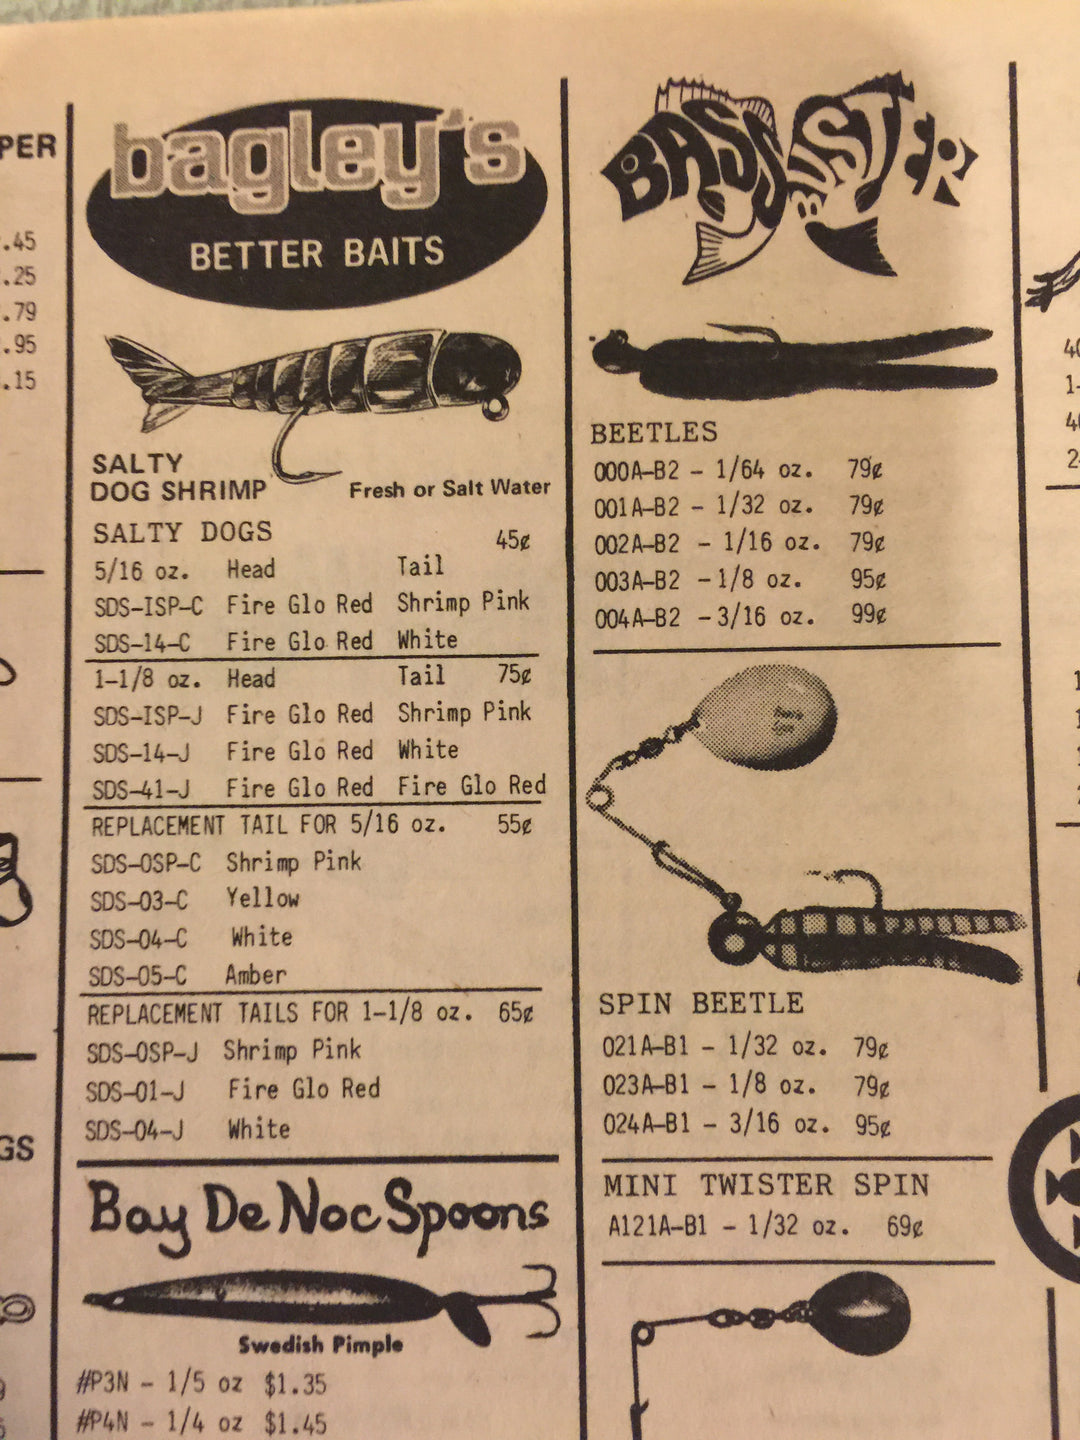 PER
.45
.25
.79
.95
.15
GS
bagley's
BETTER BAITS
SALTY
DOG SHRIMP
Fresh or Salt Water
SALTY DOGS 45¢
5/16 oz. Head Tail
SDS-ISP-C Fire Glo Red Shrimp Pink
SDS-14-C Fire Glo Red White
1-1/8 oz. Head Tail 75¢
SDS-ISP-J Fire Glo Red Shrimp Pink
SDS-14-J Fire Glo Red White
SDS-41-J Fire Glo Red Fire Glo Red
REPLACEMENT TAIL FOR 5/16 oz. 55¢
SDS-OSP-C Shrimp Pink
SDS-03-C Yellow
SDS-04-C White
SDS-05-C Amber
REPLACEMENT TAILS FOR 1-1/8 oz. 65¢
SDS-OSP-J Shrimp Pink
SDS-01-J Fire Glo Red
SDS-04-J White
Bay De Noc Spoons
Swedish Pimple
#P3N - 1/5 oz $1.35
#P4N - 1/4 oz $1.45
BASS BUSTER
BEETLES
000A-B2 - 1/64 oz. 79¢
001A-B2 - 1/32 oz. 79¢
002A-B2 - 1/16 oz. 79¢
003A-B2 - 1/8 oz. 95¢
004A-B2 - 3/16 oz. 99¢
SPIN BEETLE
021A-B1 - 1/32 oz. 79¢
023A-B1 - 1/8 oz. 79¢
024A-B1 - 3/16 oz. 95¢
MINI TWISTER SPIN
A121A-B1 - 1/32 oz. 69¢